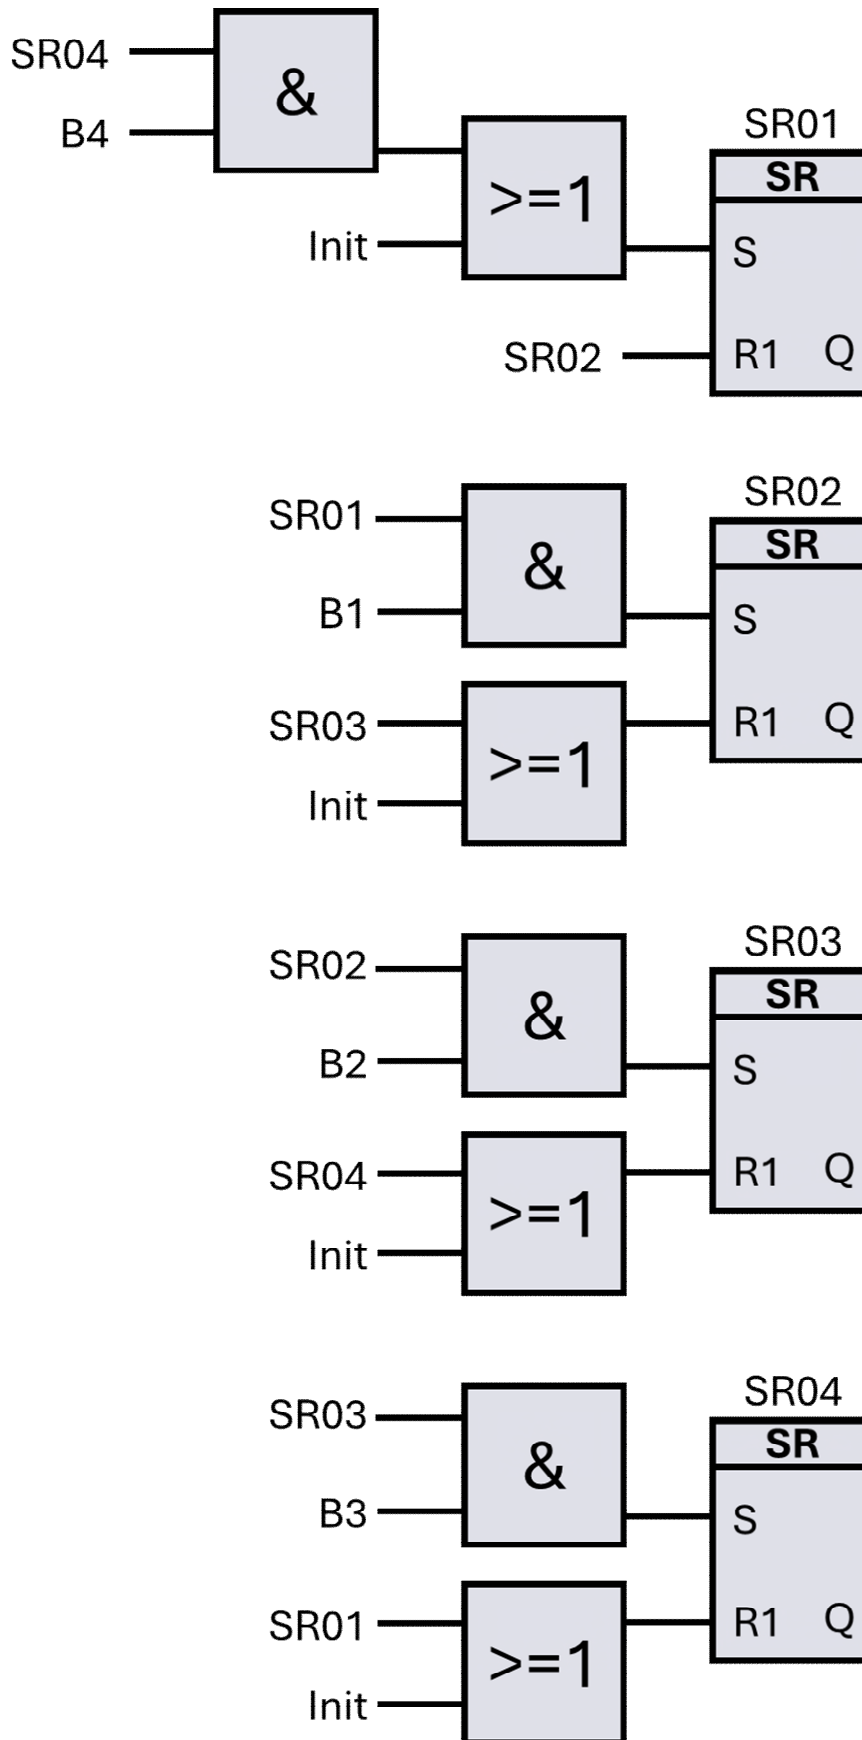 SR04
&
B4
SR01
SR
>=1
Init
S
SR02
R1 Q
SR02
SR01
SR
&
B1
S
SR03
R1 Q
>=1
Init
SR03
SR02
SR
&
B2
S
SR04
R1 Q
>=1
Init
SR04
SR03
SR
&
B3
S
SR01
R1 Q
>=1
Init